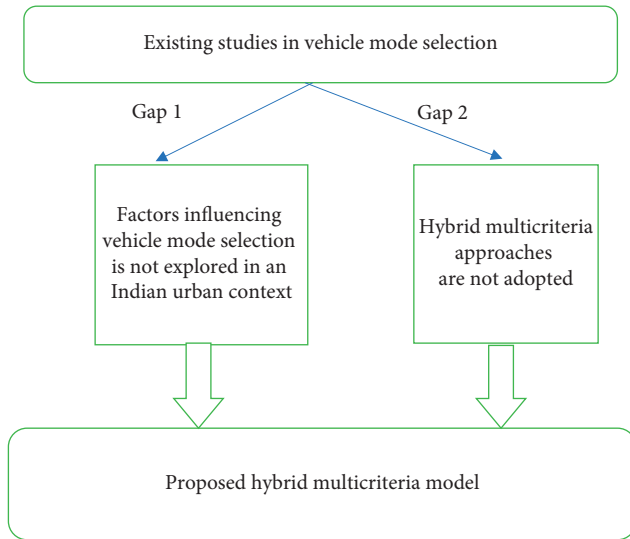 Existing studies in vehicle mode selection
Gap 1
Gap 2
Factors influencing
vehicle mode selection
is not explored in an
Indian urban context
Hybrid multicriteria
approaches
are not adopted
Proposed hybrid multicriteria model